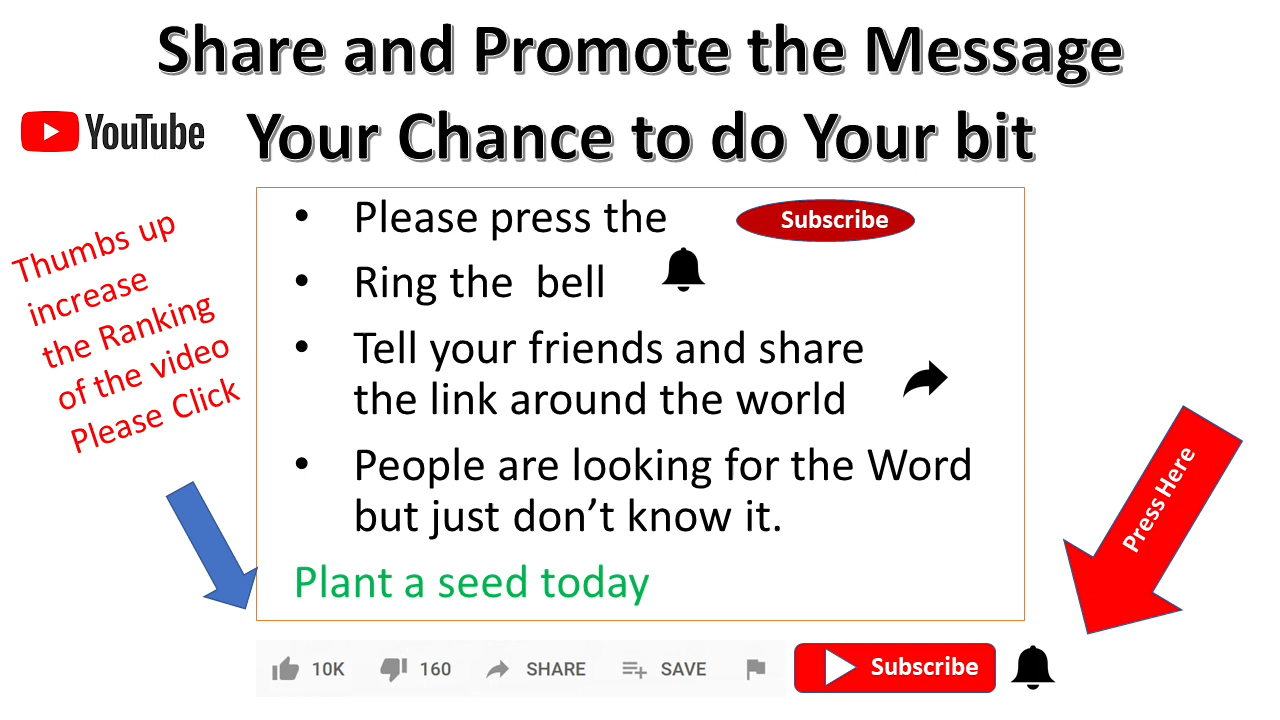 Share and Promote the Message
YouTube
Your Chance to do Your bit
Thumbs up
increase
the Ranking
of the video
Please Click
• Please press the Subscribe
• Ring the bell
• Tell your friends and share
the link around the world
• People are looking for the Word
but just don’t know it.
Plant a seed today
Press Here
10K 160 SHARE SAVE Subscribe